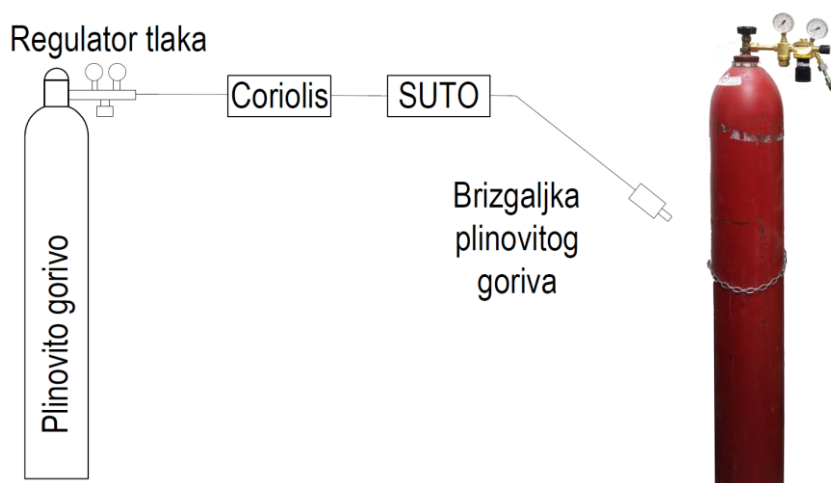 Regulator tlaka
Coriolis
SUTO
Brizgaljka
plinovitog
goriva
Plinovito gorivo